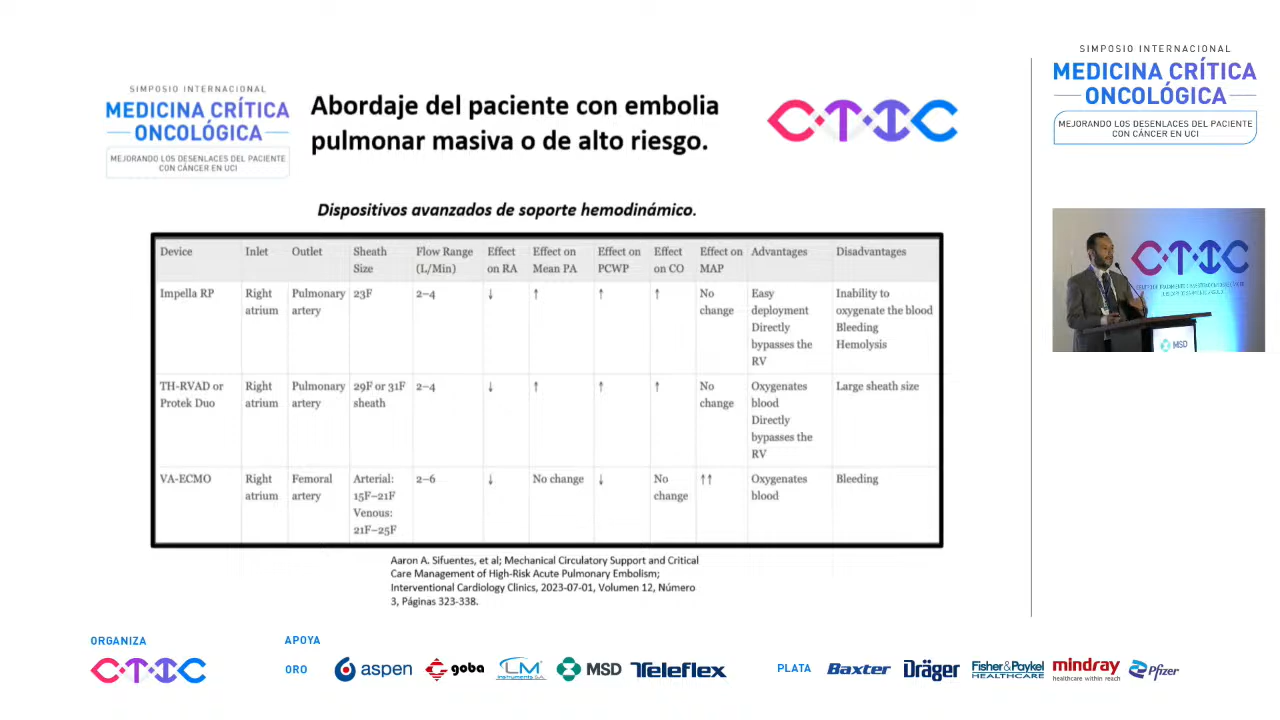 SIMPOSIO INTERNACIONAL
MEDICINA CRÍTICA
ONCOLÓGICA
MEJORANDO LOS DESENLACES DEL PACIENTE
CON CÁNCER EN UCI
Abordaje del paciente con embolia
pulmonar masiva o de alto riesgo.
CTIC
Dispositivos avanzados de soporte hemodinámico.
Device Inlet Outlet Sheath Size Flow Range (L/Min) Effect on RA Effect on Mean PA Effect on PCWP Effect on CO Effect on MAP Advantages Disadvantages
Impella RP Right atrium Pulmonary artery 23F 2–4 ↓ ↑ ↑ ↑ No change Easy deployment Directly bypasses the RV Inability to oxygenate the blood Bleeding Hemolysis
TH-RVAD or Protek Duo Right atrium Pulmonary artery 29F or 31F sheath 2–4 ↓ ↑ ↑ ↑ No change Oxygenates blood Directly bypasses the RV Large sheath size
VA-ECMO Right atrium Femoral artery Arterial: 15F–21F Venous: 21F–25F 2–6 ↓ No change ↓ No change ↑↑ Oxygenates blood Bleeding
Aaron A. Sifuentes, et al; Mechanical Circulatory Support and Critical
Care Management of High-Risk Acute Pulmonary Embolism;
Interventional Cardiology Clinics, 2023-07-01, Volumen 12, Número
3, Páginas 323-338.
SIMPOSIO INTERNACIONAL
MEDICINA CRÍTICA
ONCOLÓGICA
MEJORANDO LOS DESENLACES DEL PACIENTE
CON CÁNCER EN UCI
CTIC
MSD
ORGANIZA
CTIC
APOYA
ORO
aspen
goba
LM
Instruments S.A.
MSD
Teleflex
PLATA
Baxter
Dräger
Fisher&Paykel
HEALTHCARE
mindray
healthcare within reach
Pfizer